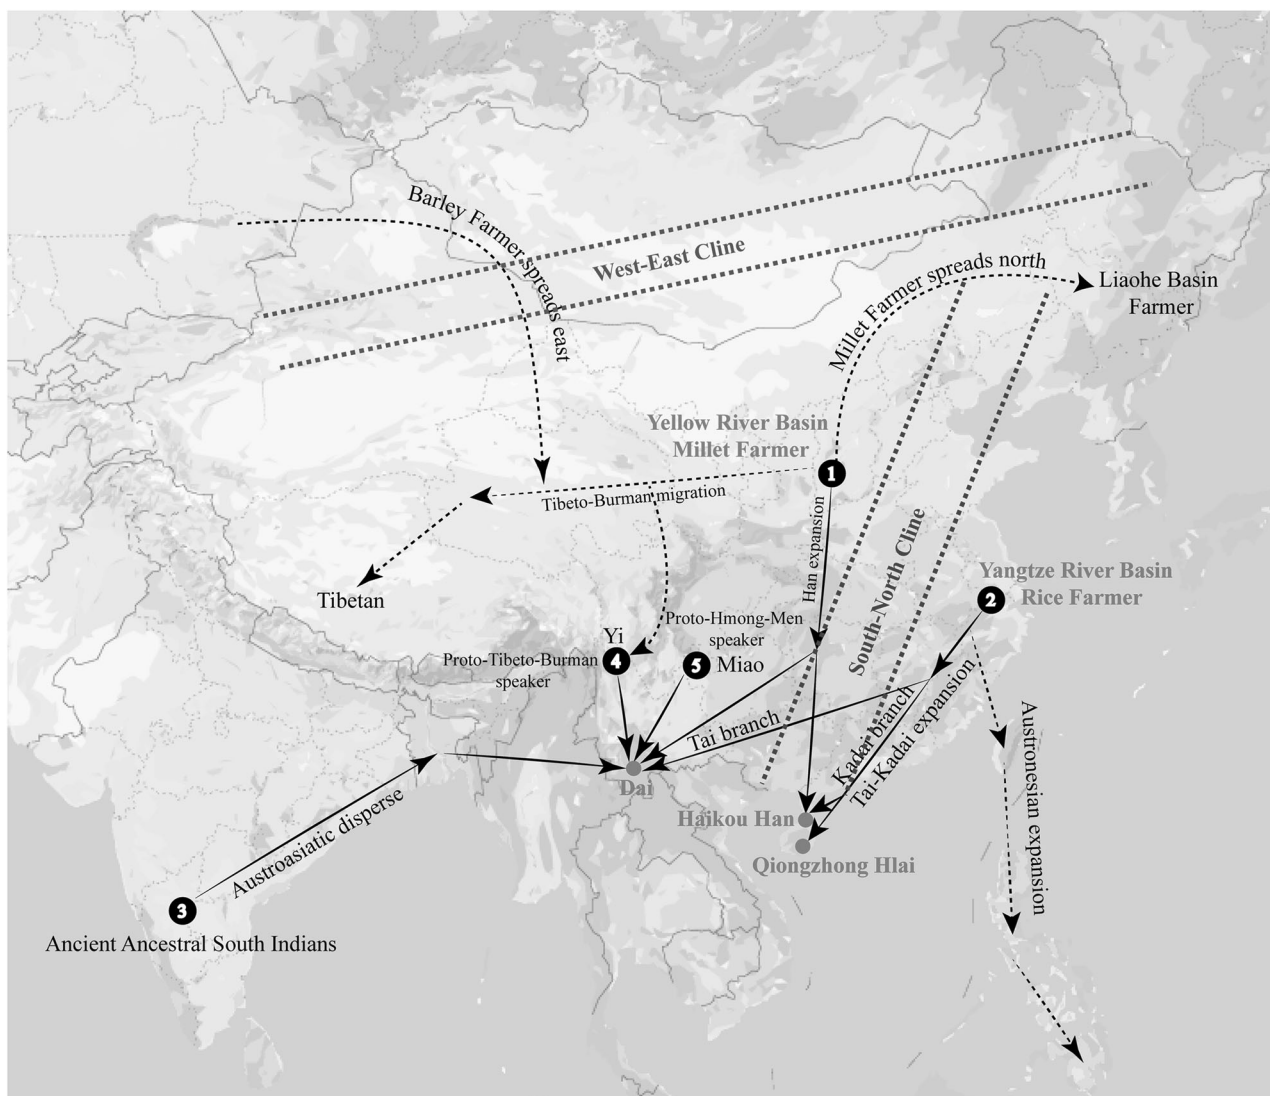 Barley Farmer spreads east
West-East Cline
Millet Farmer spreads north
Liaohe Basin
Farmer
Yellow River Basin
Millet Farmer
1
Tibeto-Burman migration
Han expansion
South-North Cline
Yangtze River Basin
2
Rice Farmer
Tibetan
Proto-Hmong-Men
speaker
Yi
Proto-Tibeto-Burman
speaker
4
5
Miao
Tai branch
Kadai branch
Tai-Kadai expansion
Austronesian expansion
Dai
Haikou Han
Qiongzhong Hlai
Austroasiatic disperse
3
Ancient Ancestral South Indians